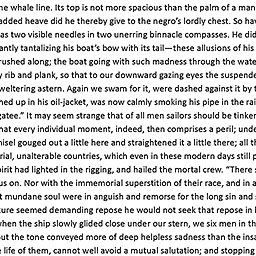 he whale line. Its top is not more spacious than the palm of a man
added heave did he thereby give to the negro's lordly chest. So hav
as two visible needles in two unerring binnacle compasses. He did
antly tantalizing his boat's bow with its tail—these allusions of his
rushed along; the boat going with such madness through the wate
y rib and plank, so that to our downward gazing eyes the suspende
weltering astern. Again we swam for it, were dashed against it by t
ned up in his oil-jacket, was now calmly smoking his pipe in the rai
gatee." It may seem strange that of all men sailors should be tinker
hat every individual moment, indeed, then comprises a peril; unde
hisel gouged out a little here and straightened it a little there; all th
rial, unalterable countries, which even in these modern days still p
pirit had lighted in the rigging, and hailed the mortal crew. "There s
us on. Nor with the immemorial superstition of their race, and in a
t mundane soul were in anguish and remorse for the long sin and s
ure seemed demanding repose he would not seek that repose in h
when the ship slowly glided close under our stern, we six men in th
out the tone conveyed more of deep helpless sadness than the insa
e life of them, cannot well avoid a mutual salutation; and stopping